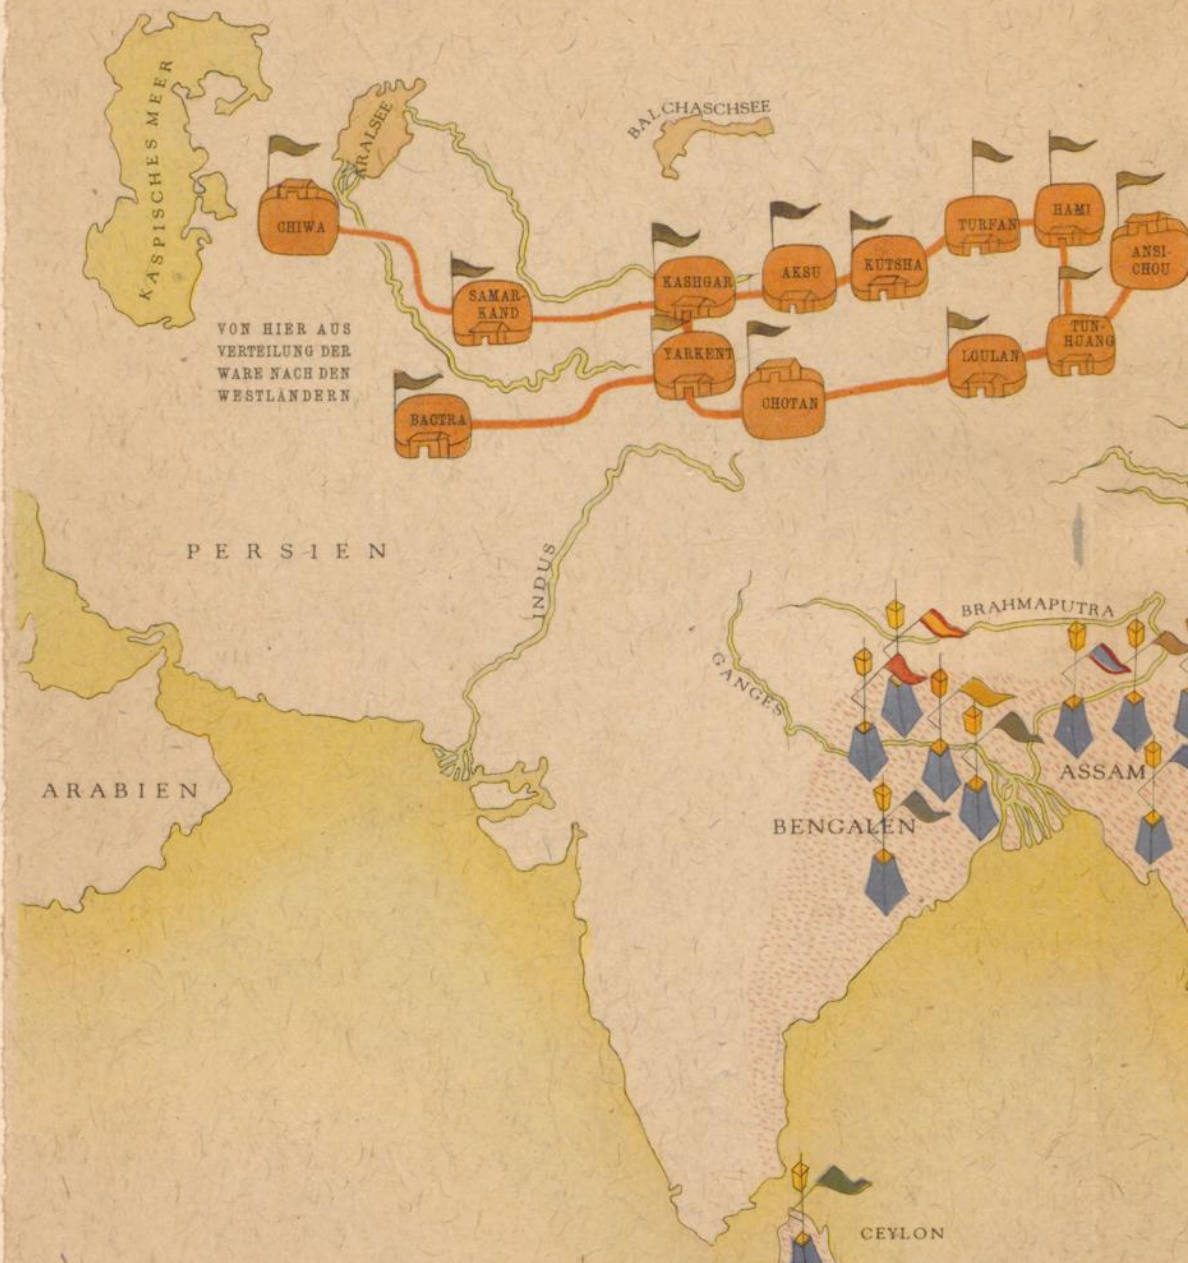 KASPISCHES MEER
ARALSEE
BALCHASCHSEE
CHIWA
SAMAR-
KAND
KASHGAR
AKSU
KUTSHA
TURFAN
HAMI
ANSI-
CHOU
VON HIER AUS
VERTEILUNG DER
WARE NACH DEN
WESTLÄNDERN
BACTRA
YARKENT
CHOTAN
LOULAN
TUN-
HUANG
PERSIEN
INDUS
BRAHMAPUTRA
GANGES
ARABIEN
ASSAM
BENGALEN
CEYLON